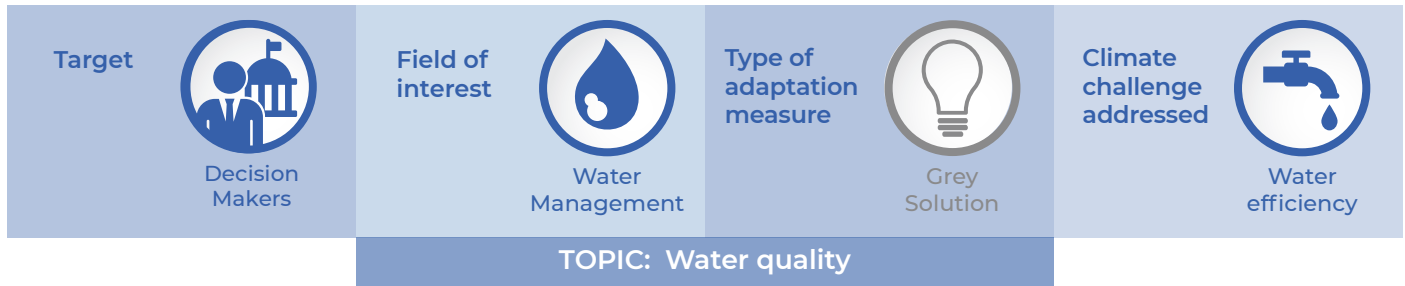 Target
Decision
Makers
Field of
interest
Water
Management
Type of
adaptation
measure
Grey
Solution
Climate
challenge
addressed
Water
efficiency
TOPIC: Water quality